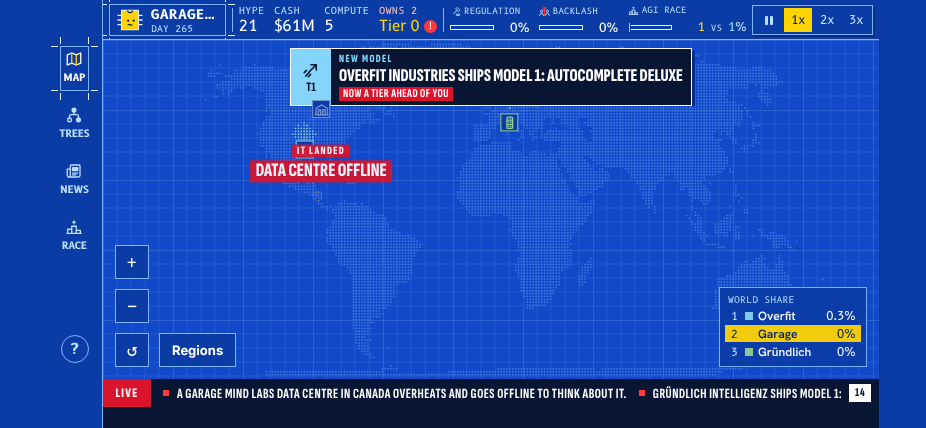 GARAGE...
DAY 265
HYPE
21
CASH
$61M
COMPUTE
5
OWNS 2
Tier 0 !
REGULATION
0%
BACKLASH
0%
AGI RACE
1 vs 1%
1x 2x 3x
MAP
TREES
NEWS
RACE
?
T1
NEW MODEL
OVERFIT INDUSTRIES SHIPS MODEL 1: AUTOCOMPLETE DELUXE
NOW A TIER AHEAD OF YOU
IT LANDED
DATA CENTRE OFFLINE
+
−
↺
Regions
WORLD SHARE
1 Overfit 0.3%
2 Garage 0%
3 Gründlich 0%
LIVE
A GARAGE MIND LABS DATA CENTRE IN CANADA OVERHEATS AND GOES OFFLINE TO THINK ABOUT IT.
GRÜNDLICH INTELLIGENZ SHIPS MODEL 1:
14